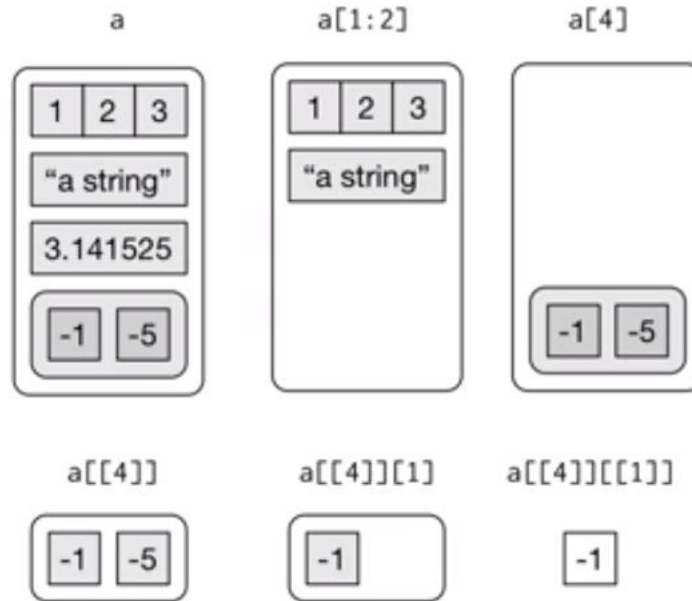 a a[1:2] a[4]
1 2 3 1 2 3
“a string” “a string”
3.141525
-1 -5 -1 -5
a[[4]] a[[4]][1] a[[4]][[1]]
-1 -5 -1 -1